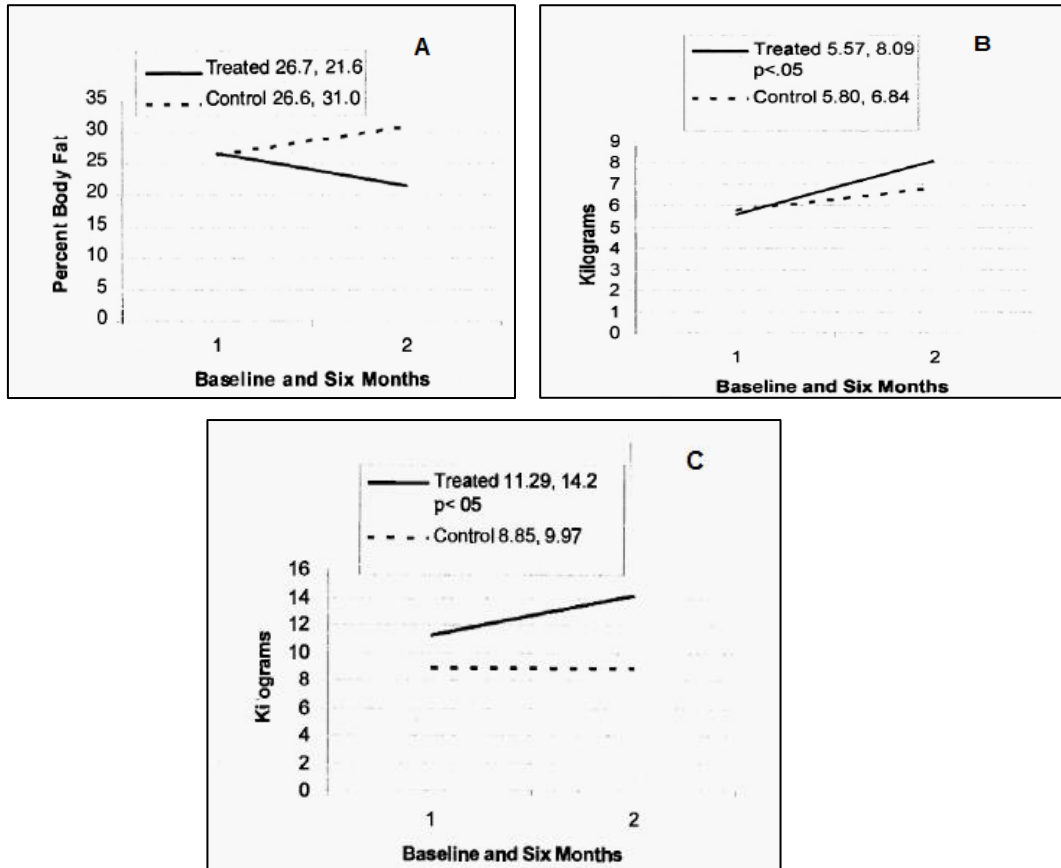 A
Treated 26.7, 21.6
Control 26.6, 31.0
35
30
25
20
15
10
5
0
Percent Body Fat
1 2
Baseline and Six Months
B
Treated 5.57, 8.09
p<.05
Control 5.80, 6.84
9
8
7
6
5
4
3
2
1
0
Kilograms
1 2
Baseline and Six Months
C
Treated 11.29, 14.2
p< 05
Control 8.85, 9.97
16
14
12
10
8
6
4
2
0
Ki ograms
1 2
Baseline and Six Months